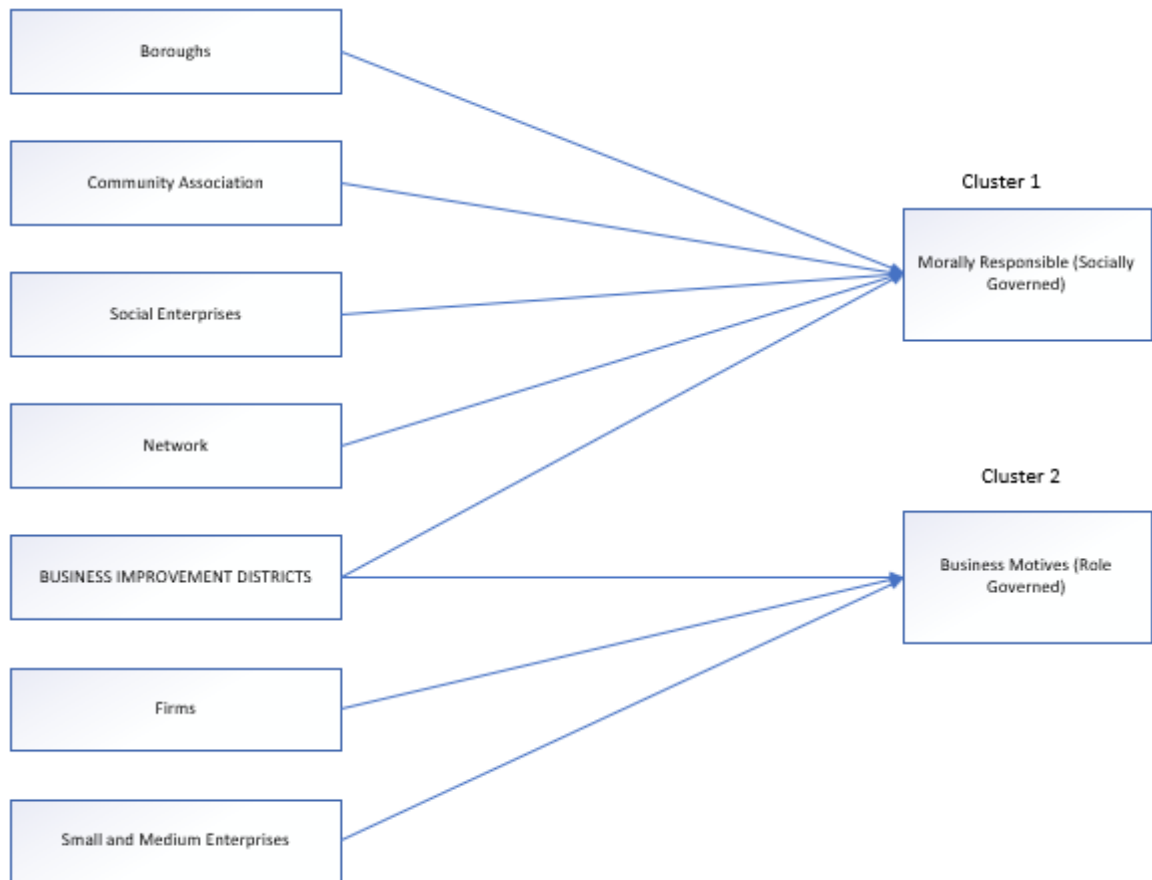 Boroughs
Community Association
Social Enterprises
Network
BUSINESS IMPROVEMENT DISTRICTS
Firms
Small and Medium Enterprises
Cluster 1
Morally Responsible (Socially
Governed)
Cluster 2
Business Motives (Role
Governed)